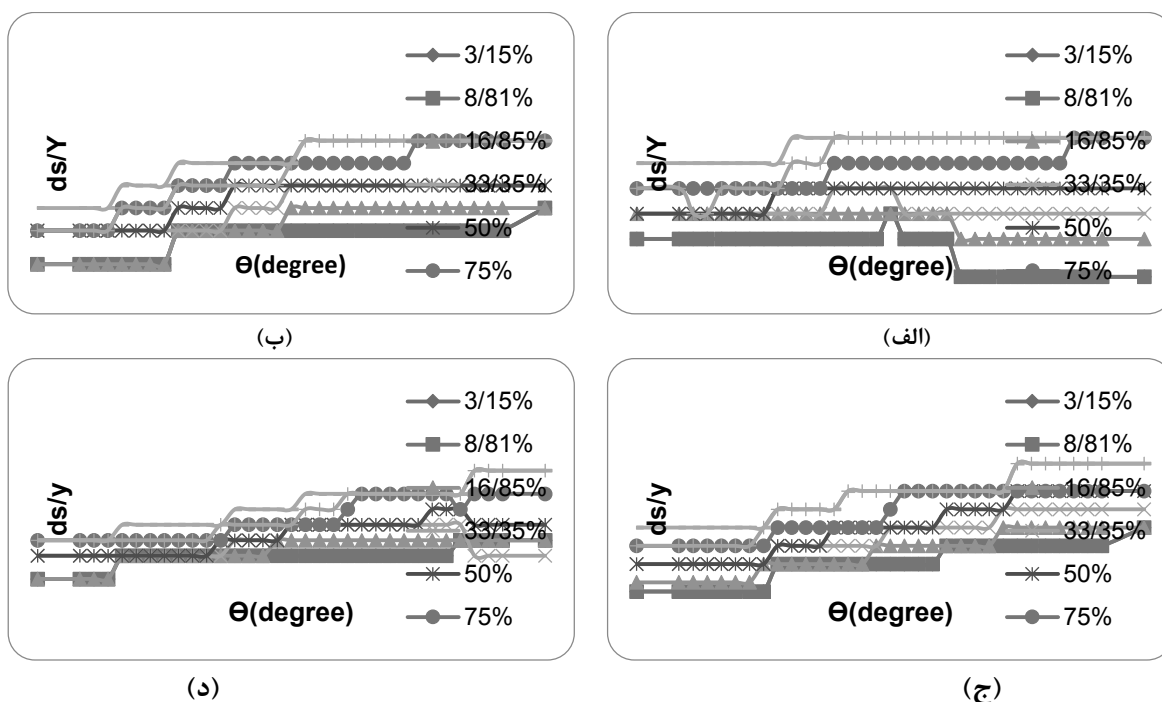 ds/Y
3/15%
8/81%
16/85%
33/35%
50%
75%
Ɵ(degree)
(الف)
ds/Y
3/15%
8/81%
16/85%
33/35%
50%
75%
Ɵ(degree)
(ب)
ds/y
3/15%
8/81%
16/85%
33/35%
50%
75%
Ɵ(degree)
(ج)
ds/y
3/15%
8/81%
16/85%
33/35%
50%
75%
Ɵ(degree)
(د)